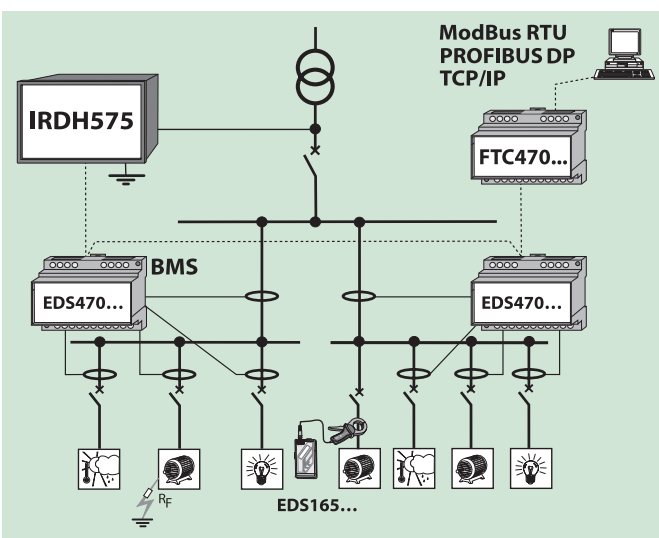 ModBus RTU
PROFIBUS DP
TCP/IP
IRDH575
FTC470...
BMS
EDS470...
EDS470...
RF
EDS165...